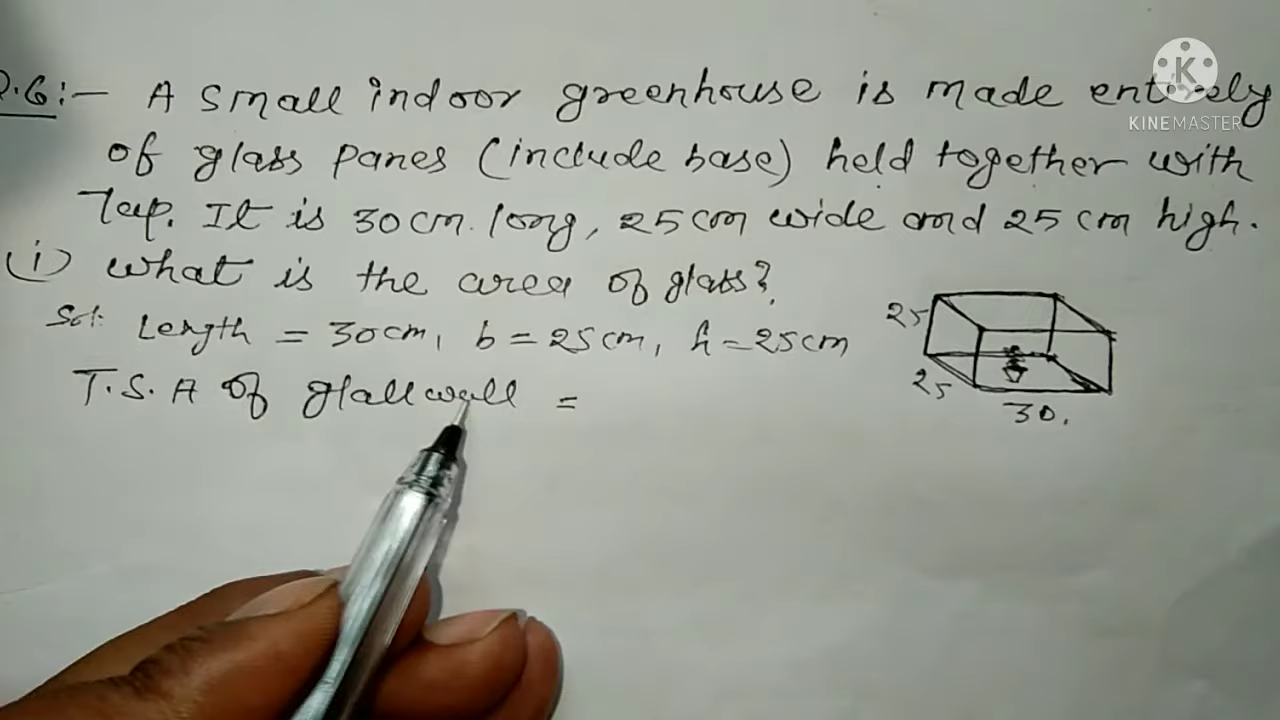 Q.6:- A small indoor greenhouse is made entirely
of glass panes (include base) held together with
Tap. It is 30cm. long, 25cm wide and 25 cm high.
(i) what is the area of glass?
Sol: Length = 30cm, b = 25cm, h = 25cm
T.S.A of glall wall =
25
25
30.
K
KINEMASTER